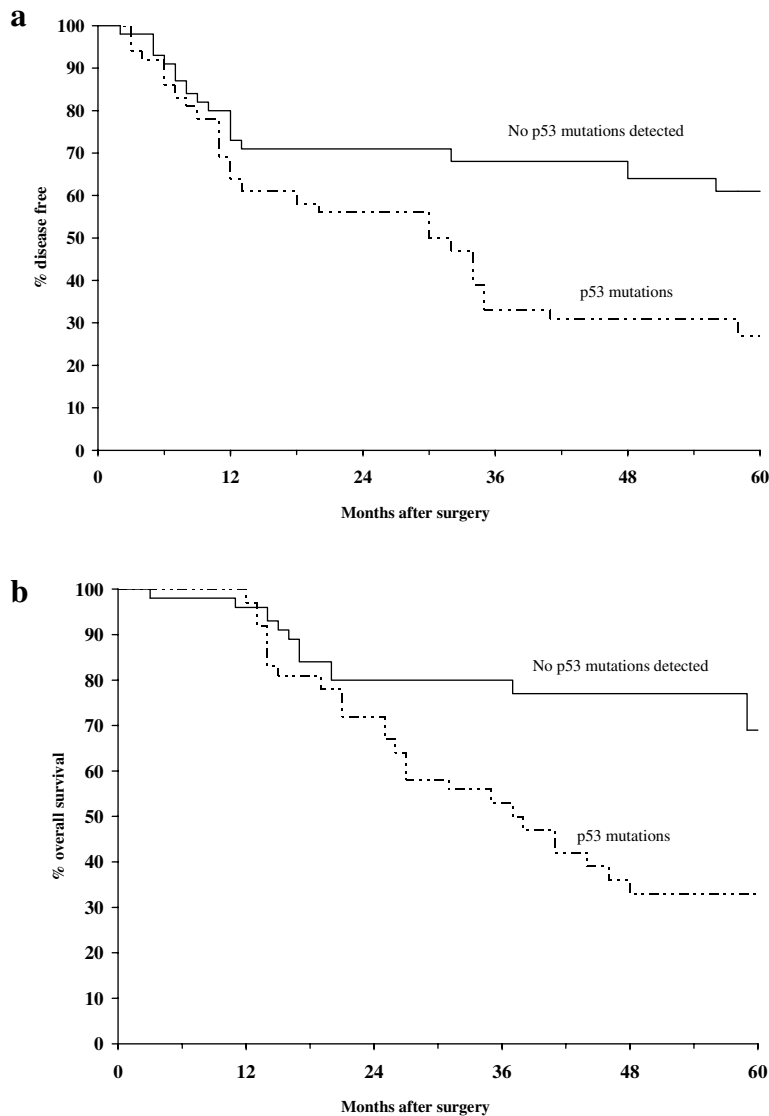 a
100
90
80
70
60
50
40
30
20
10
0
% disease free
No p53 mutations detected
p53 mutations
0 12 24 36 48 60
Months after surgery
b
100
90
80
70
60
50
40
30
20
10
0
% overall survival
No p53 mutations detected
p53 mutations
0 12 24 36 48 60
Months after surgery